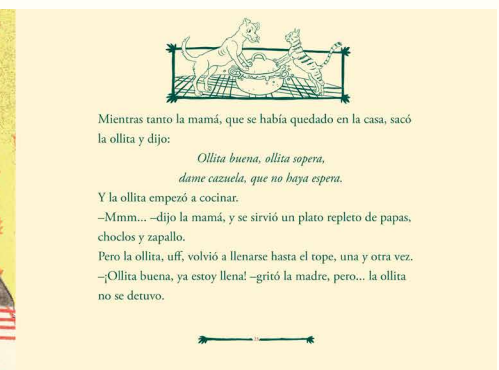 Mientras tanto la mamá, que se había quedado en la casa, sacó
la ollita y dijo:
Ollita buena, ollita sopera,
dame cazuela, que no haya espera.
Y la ollita empezó a cocinar.
–Mmm... –dijo la mamá, y se sirvió un plato repleto de papas,
choclos y zapallo.
Pero la ollita, uff, volvió a llenarse hasta el tope, una y otra vez.
–¡Ollita buena, ya estoy llena! –gritó la madre, pero... la ollita
no se detuvo.